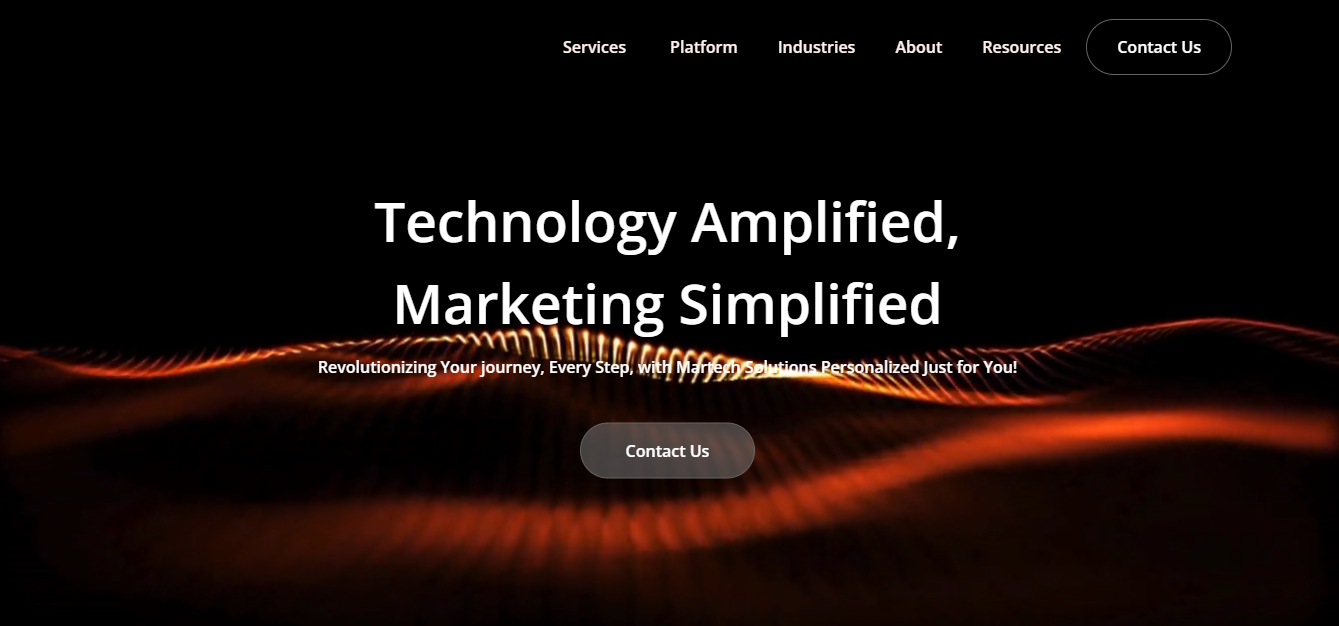 Services Platform Industries About Resources Contact Us
Technology Amplified,
Marketing Simplified
Revolutionizing Your journey, Every Step, with Martech Solutions Personalized Just for You!
Contact Us